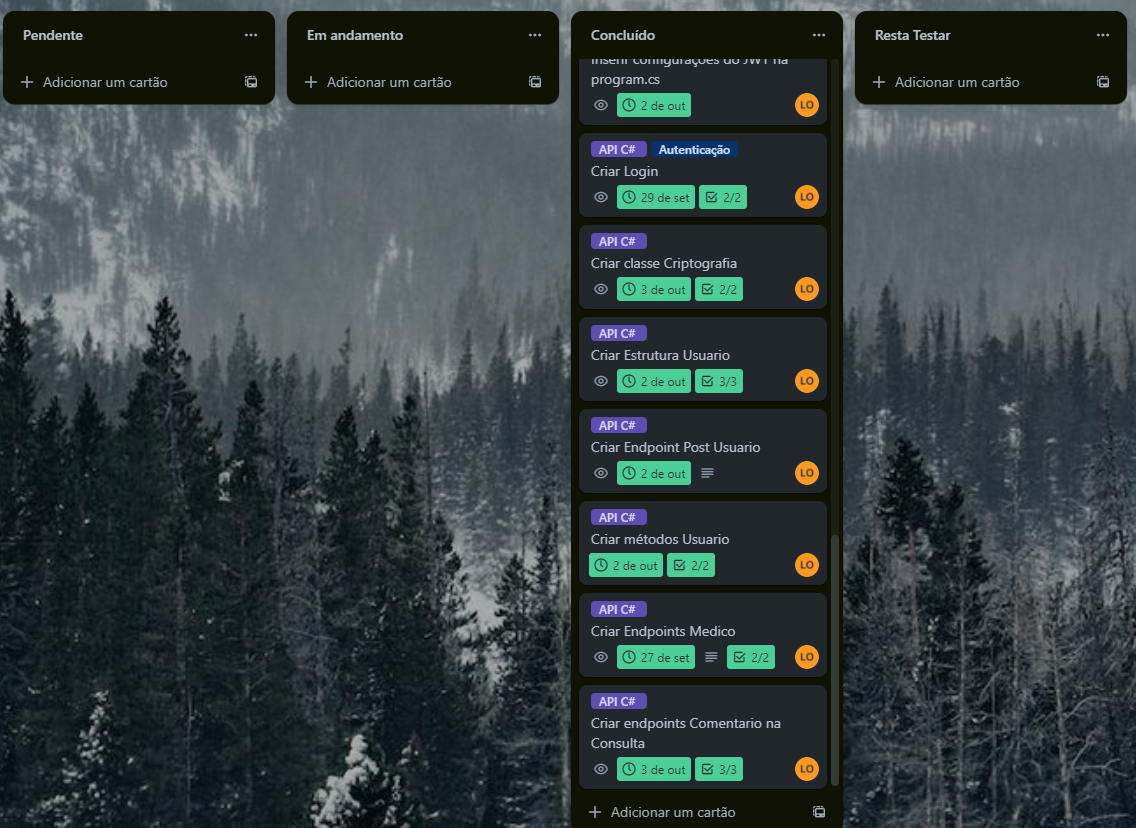 Pendente
Adicionar um cartão
Em andamento
Adicionar um cartão
Concluído
Inserir configurações do JWT na
program.cs
2 de out
LO
API C# Autenticação
Criar Login
29 de set 2/2 LO
API C#
Criar classe Criptografia
3 de out 2/2 LO
API C#
Criar Estrutura Usuario
2 de out 3/3 LO
API C#
Criar Endpoint Post Usuario
2 de out LO
API C#
Criar métodos Usuario
2 de out 2/2 LO
API C#
Criar Endpoints Medico
27 de set 2/2 LO
API C#
Criar endpoints Comentario na
Consulta
3 de out 3/3 LO
Adicionar um cartão
Resta Testar
Adicionar um cartão